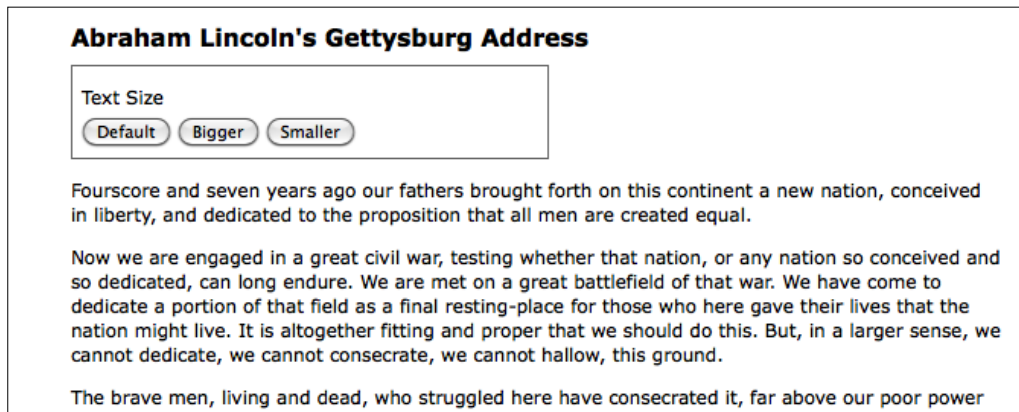 Abraham Lincoln's Gettysburg Address
Text Size
Default Bigger Smaller
Fourscore and seven years ago our fathers brought forth on this continent a new nation, conceived
in liberty, and dedicated to the proposition that all men are created equal.
Now we are engaged in a great civil war, testing whether that nation, or any nation so conceived and
so dedicated, can long endure. We are met on a great battlefield of that war. We have come to
dedicate a portion of that field as a final resting-place for those who here gave their lives that the
nation might live. It is altogether fitting and proper that we should do this. But, in a larger sense, we
cannot dedicate, we cannot consecrate, we cannot hallow, this ground.
The brave men, living and dead, who struggled here have consecrated it, far above our poor power